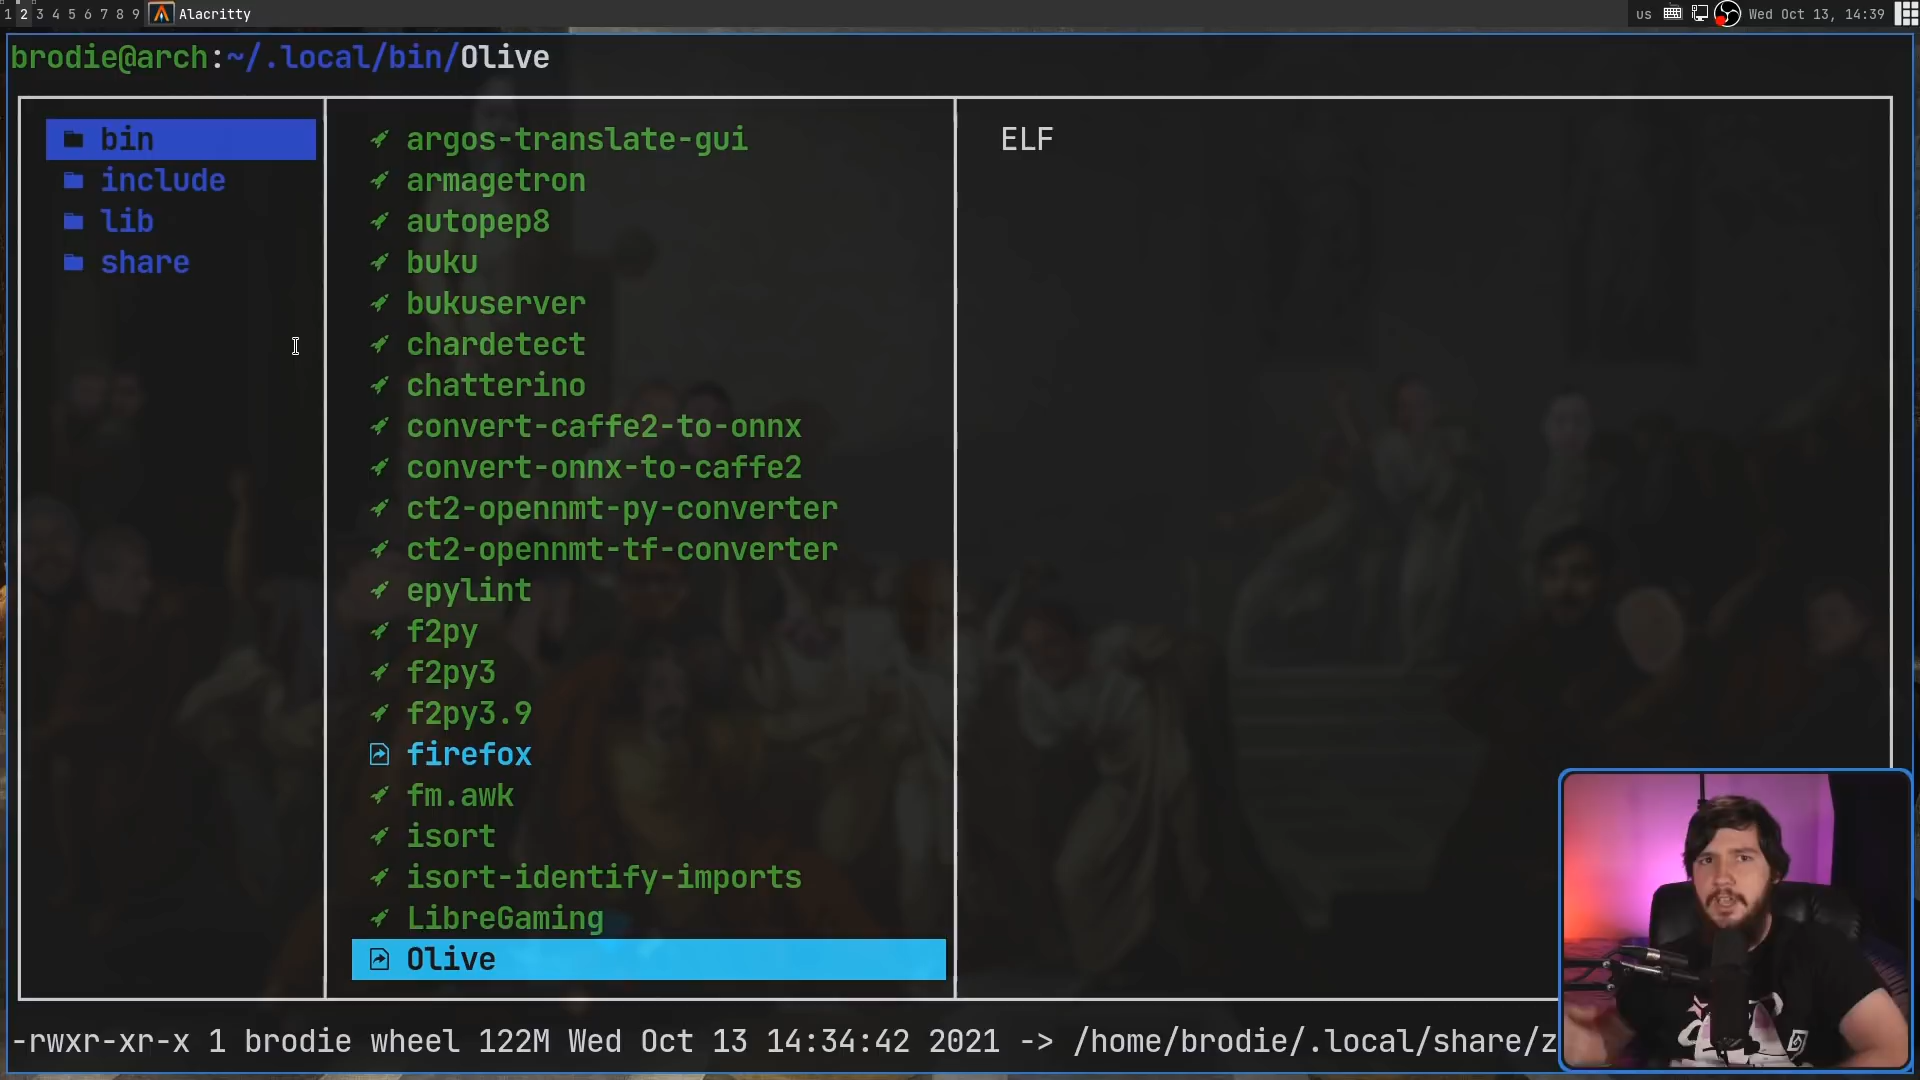 1 2 3 4 5 6 7 8 9 Alacritty us Wed Oct 13, 14:39
brodie@arch:~/.local/bin/Olive
bin
include
lib
share
argos-translate-gui
armagetron
autopep8
buku
bukuserver
chardetect
chatterino
convert-caffe2-to-onnx
convert-onnx-to-caffe2
ct2-opennmt-py-converter
ct2-opennmt-tf-converter
epylint
f2py
f2py3
f2py3.9
firefox
fm.awk
isort
isort-identify-imports
LibreGaming
Olive
ELF
-rwxr-xr-x 1 brodie wheel 122M Wed Oct 13 14:34:42 2021 -> /home/brodie/.local/share/z